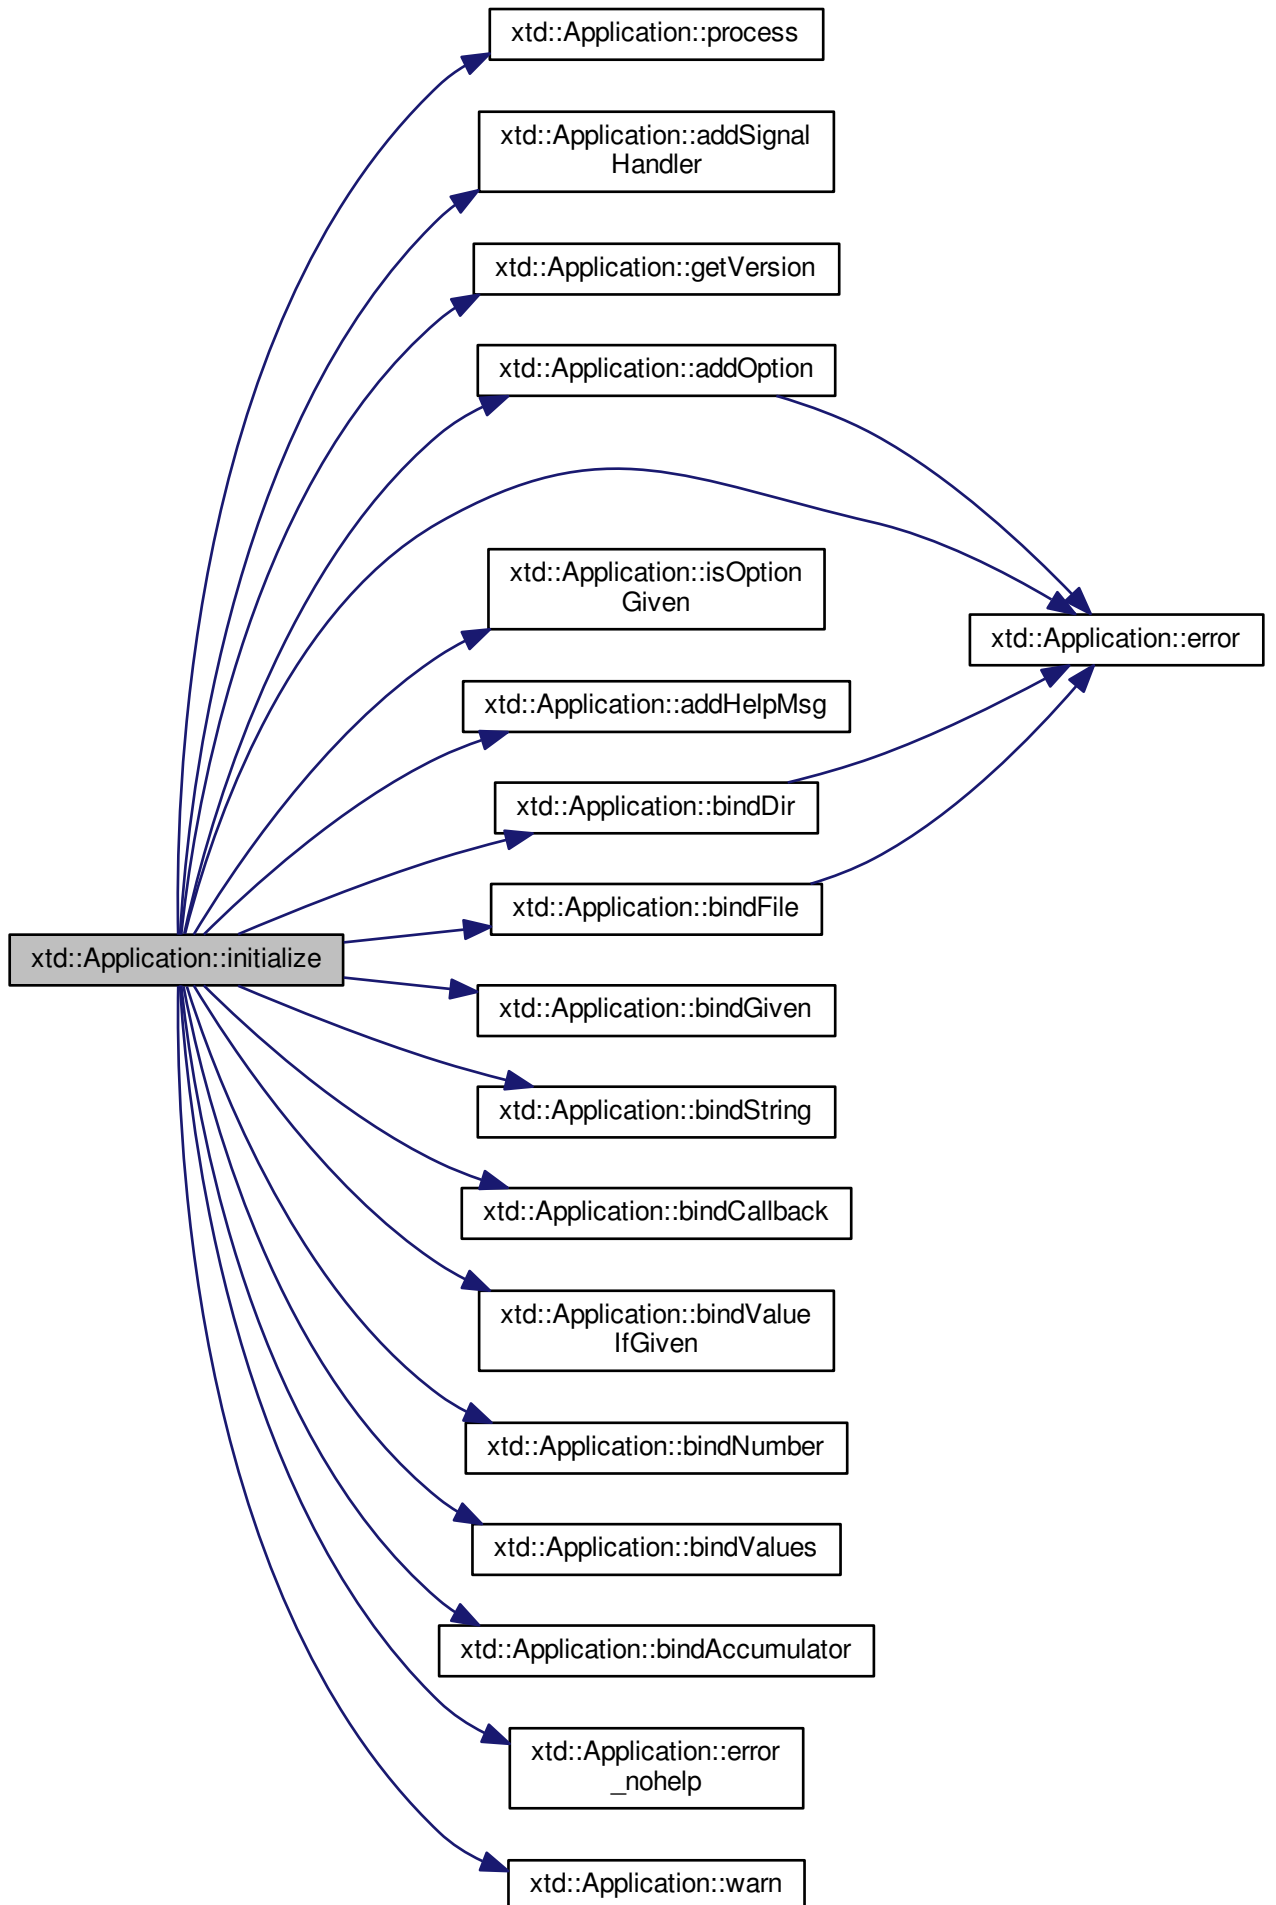 xtd::Application::process
xtd::Application::addSignal
Handler
xtd::Application::getVersion
xtd::Application::addOption
xtd::Application::isOption
Given
xtd::Application::error
xtd::Application::addHelpMsg
xtd::Application::bindDir
xtd::Application::bindFile
xtd::Application::initialize
xtd::Application::bindGiven
xtd::Application::bindString
xtd::Application::bindCallback
xtd::Application::bindValue
IfGiven
xtd::Application::bindNumber
xtd::Application::bindValues
xtd::Application::bindAccumulator
xtd::Application::error
_nohelp
xtd::Application::warn